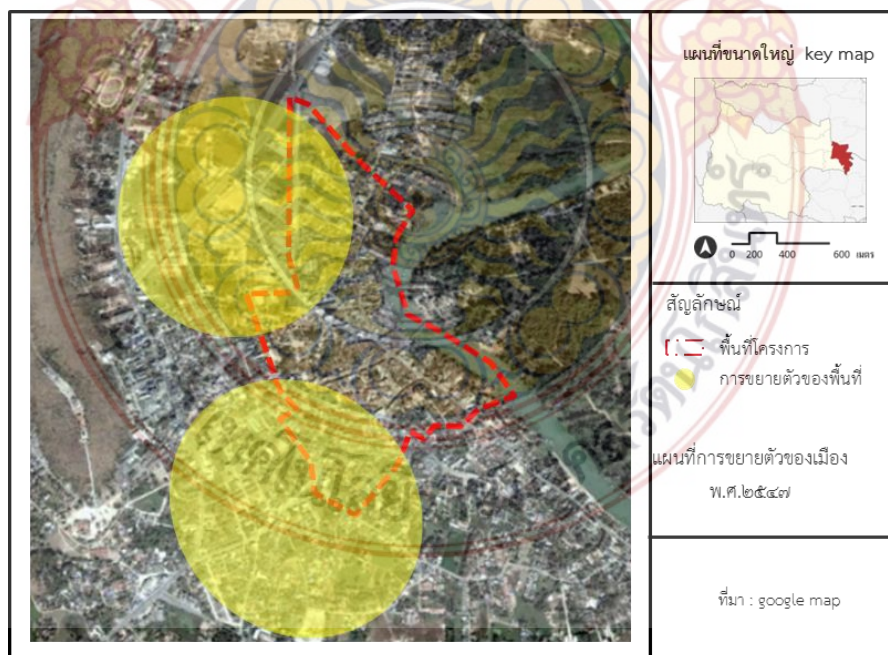 แผนที่ขนาดใหญ่ key map
0 200 400 600 เมตร
สัญลักษณ์
พื้นที่โครงการ
การขยายตัวของพื้นที่
แผนที่การขยายตัวของเมือง
พ.ศ.๒๕๔๗
ที่มา : google map